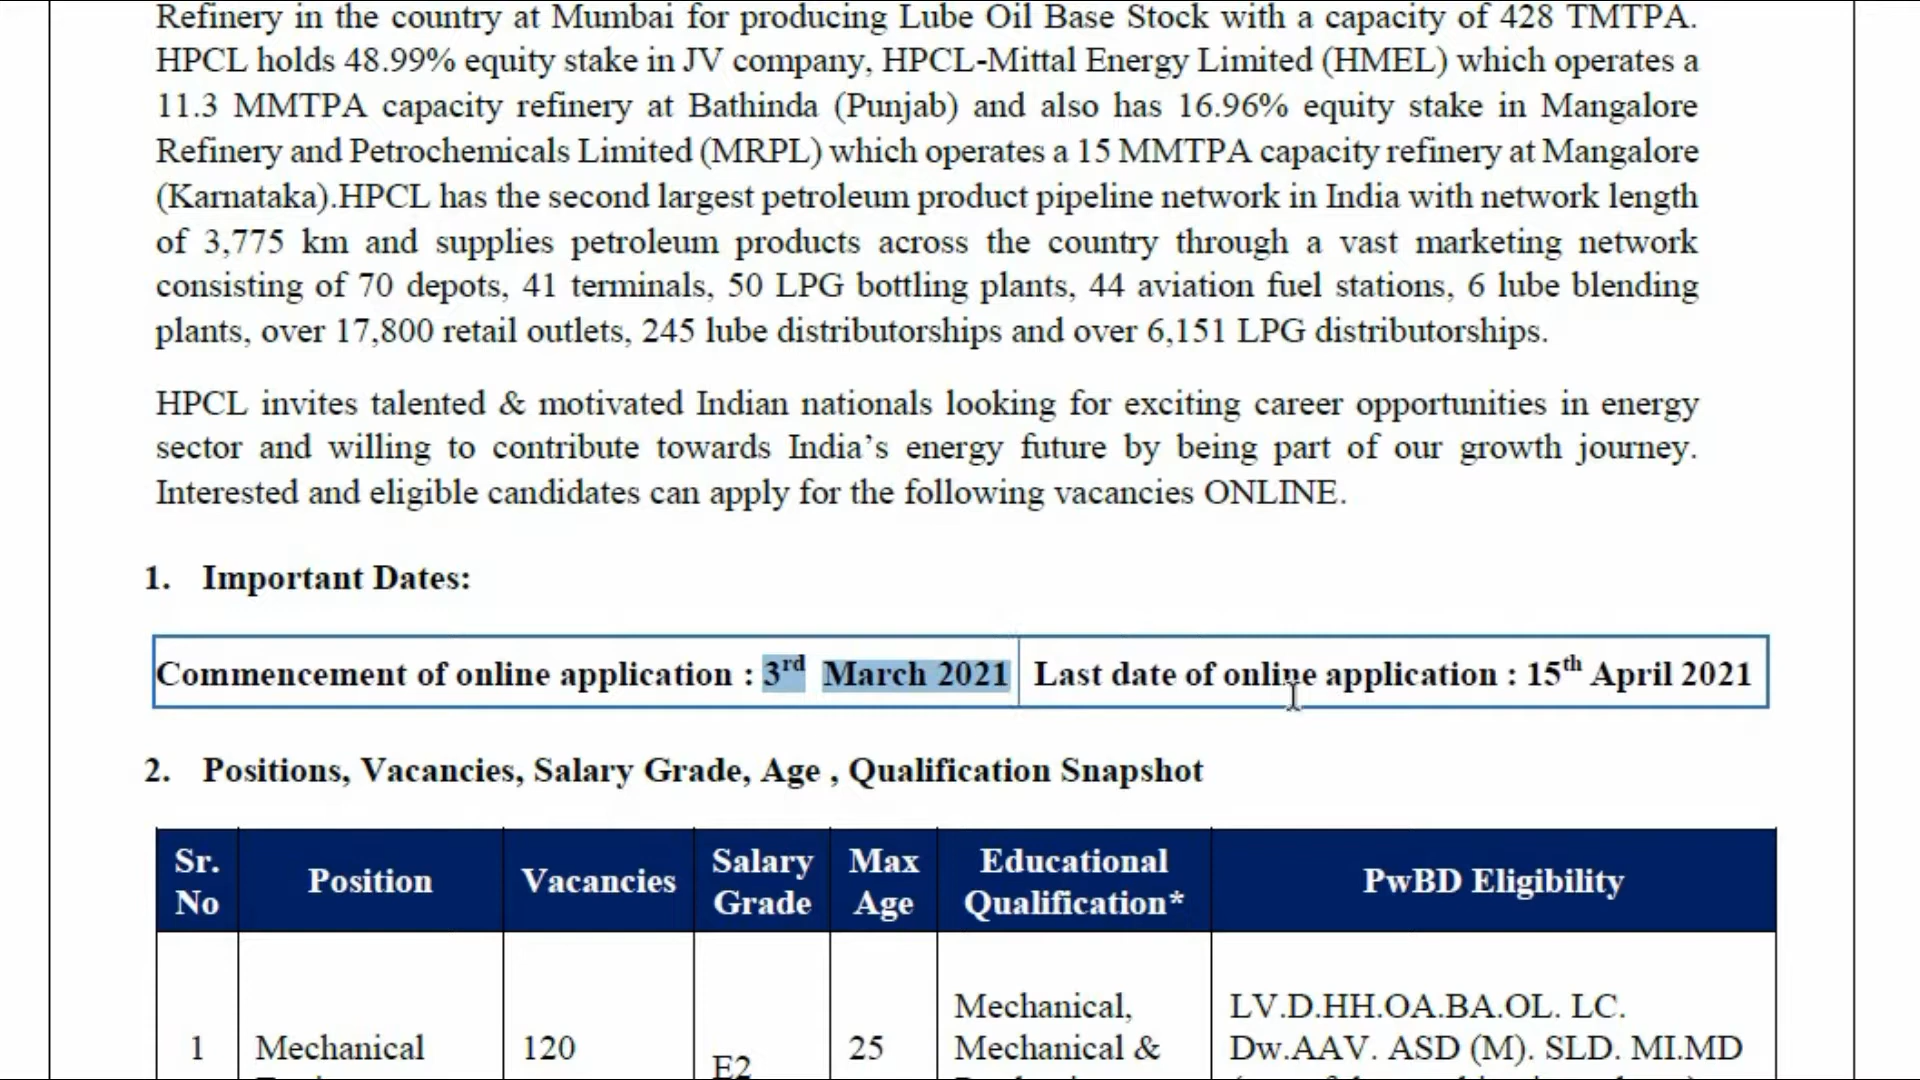 Refinery in the country at Mumbai for producing Lube Oil Base Stock with a capacity of 428 TMTPA.
HPCL holds 48.99% equity stake in JV company, HPCL-Mittal Energy Limited (HMEL) which operates a
11.3 MMTPA capacity refinery at Bathinda (Punjab) and also has 16.96% equity stake in Mangalore
Refinery and Petrochemicals Limited (MRPL) which operates a 15 MMTPA capacity refinery at Mangalore
(Karnataka).HPCL has the second largest petroleum product pipeline network in India with network length
of 3,775 km and supplies petroleum products across the country through a vast marketing network
consisting of 70 depots, 41 terminals, 50 LPG bottling plants, 44 aviation fuel stations, 6 lube blending
plants, over 17,800 retail outlets, 245 lube distributorships and over 6,151 LPG distributorships.
HPCL invites talented & motivated Indian nationals looking for exciting career opportunities in energy
sector and willing to contribute towards India's energy future by being part of our growth journey.
Interested and eligible candidates can apply for the following vacancies ONLINE.
1. Important Dates:
Commencement of online application : 3rd March 2021 Last date of online application : 15th April 2021
2. Positions, Vacancies, Salary Grade, Age , Qualification Snapshot
Sr. No Position Vacancies Salary Grade Max Age Educational Qualification* PwBD Eligibility
Mechanical, LV.D.HH.OA.BA.OL. LC.
1 Mechanical 120 E2 25 Mechanical & Dw.AAV. ASD (M). SLD. MI.MD